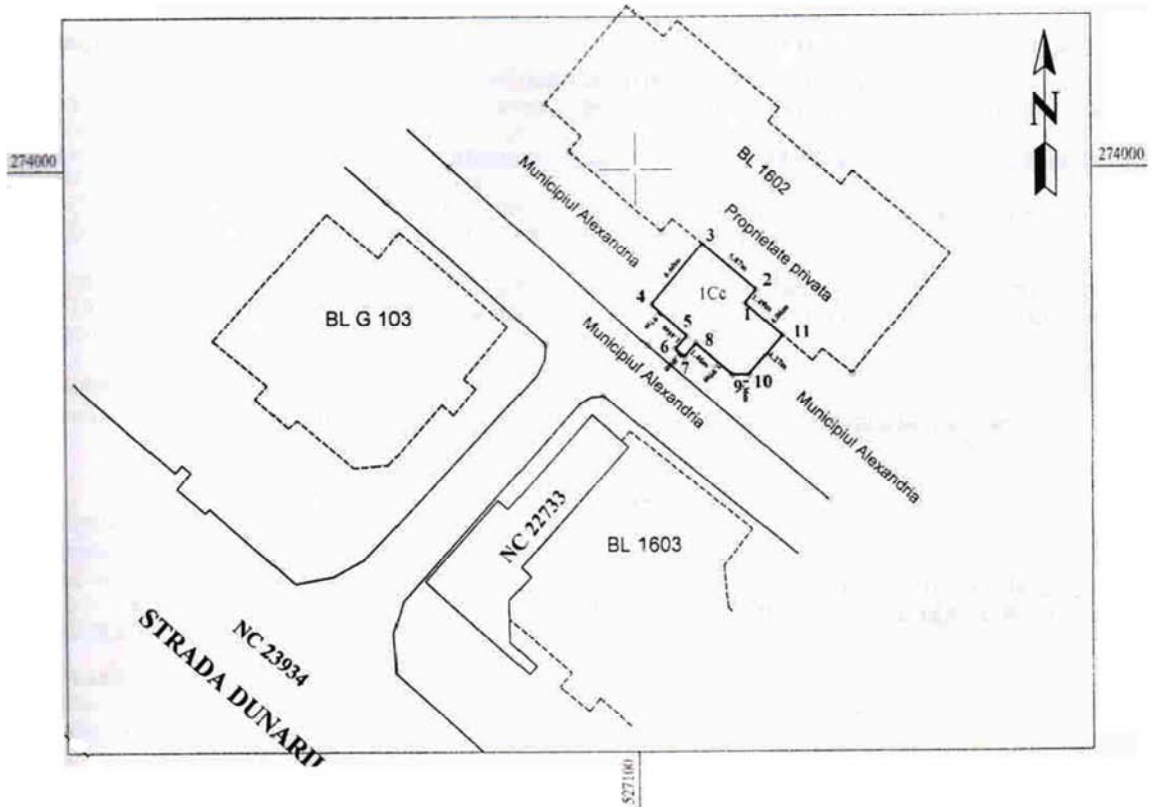 N
274000
274000
BL 1602
Municipiul Alexandria
Proprietate privata
3
2
1Cc
1
4
BL G 103
5
8
11
6
7
Municipiul Alexandria
9
10
Municipiul Alexandria
NC 22733
BL 1603
NC 23934
STRADA DUNARII
527100